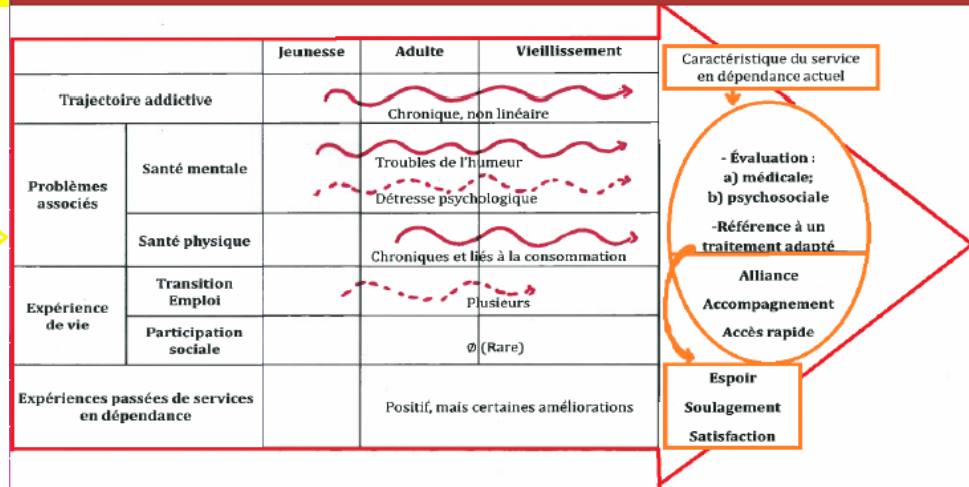 Jeunesse Adulte Vieillissement
Trajectoire addictive
Chronique, non linéaire
Problèmes
associés
Santé mentale
Troubles de l'humeur
Détresse psychologique
Santé physique
Chroniques et liés à la consommation
Expérience
de vie
Transition
Emploi
Plusieurs
Participation
sociale
Ø (Rare)
Expériences passées de services
en dépendance
Positif, mais certaines améliorations
Caractéristique du service
en dépendance actuel
- Évaluation :
a) médicale;
b) psychosociale
-Référence à un
traitement adapté
Alliance
Accompagnement
Accès rapide
Espoir
Soulagement
Satisfaction